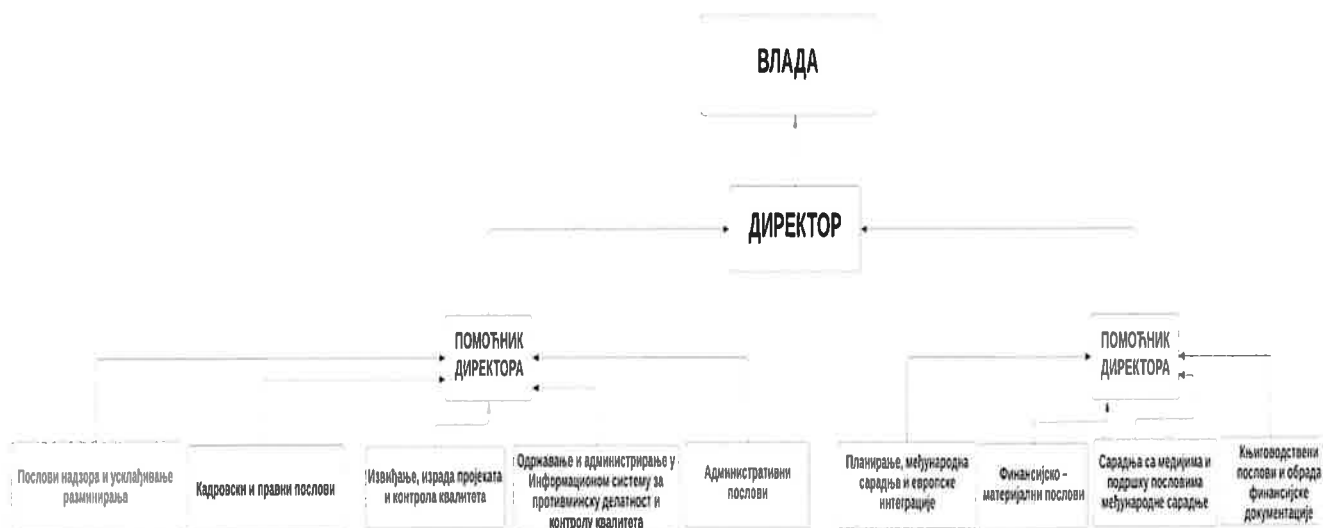 ВЛАДА
ДИРЕКТОР
ПОМОЋНИК
ДИРЕКТОРА
ПОМОЋНИК
ДИРЕКТОРА
Послови надзора и усклађивање
разминирања
Кадровски и правни послови
Извиђање, израда пројеката
и контрола квалитета
Одржавање и администрирање у
Информационом систему за
противминску делатност и
контролу квалитета
Административни
послови
Планирање, међународна
сарадња и европске
интеграције
Финансијско –
материјални послови
Сарадња са медијима и
подршку пословима
међународне сарадње
Књиговодствени
послови и обрада
финансијске
документације